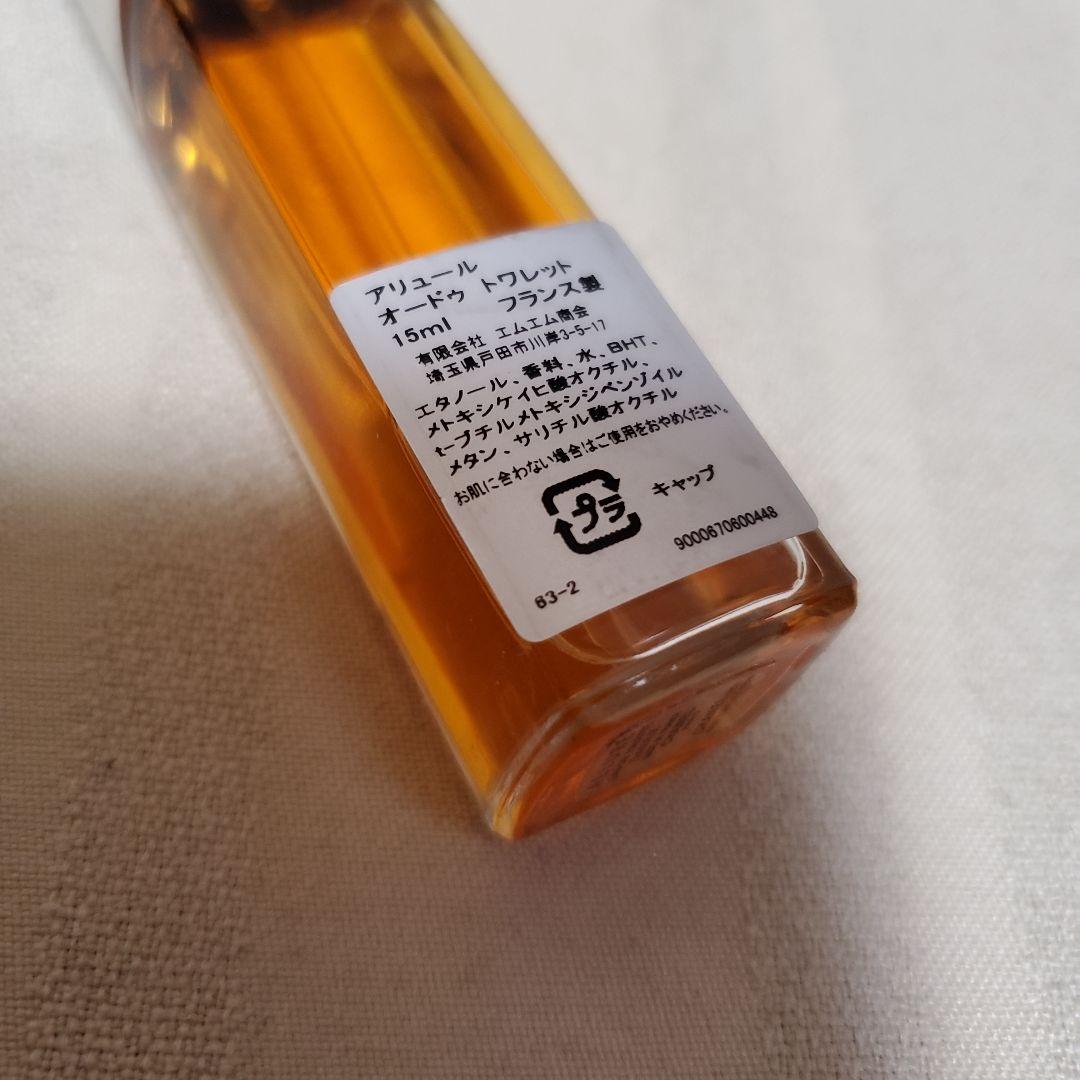 アリュール
オードゥ トワレット
15ml フランス製
有限会社 エムエム商会
埼玉県戸田市川岸3-5-17
エタノール、香料、水、BHT、
メトキシケイヒ酸オクチル、
t-ブチルメトキシジベンゾイル
メタン、サリチル酸オクチル
お肌に合わない場合はご使用をおやめください。
プラ キャップ
9000670600448
63-2